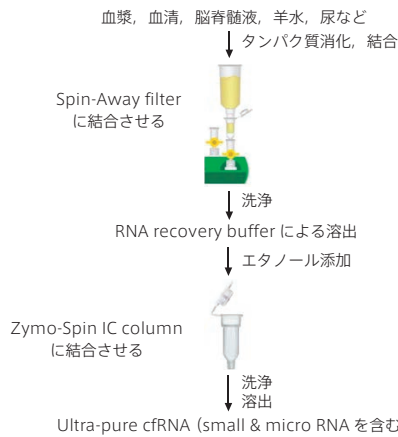 血漿，血清，脳脊髄液，羊水，尿など
タンパク質消化，結合
Spin-Away filter
に結合させる
洗浄
RNA recovery buffer による溶出
エタノール添加
Zymo-Spin IC column
に結合させる
洗浄
溶出
Ultra-pure cfRNA（small & micro RNA を含む